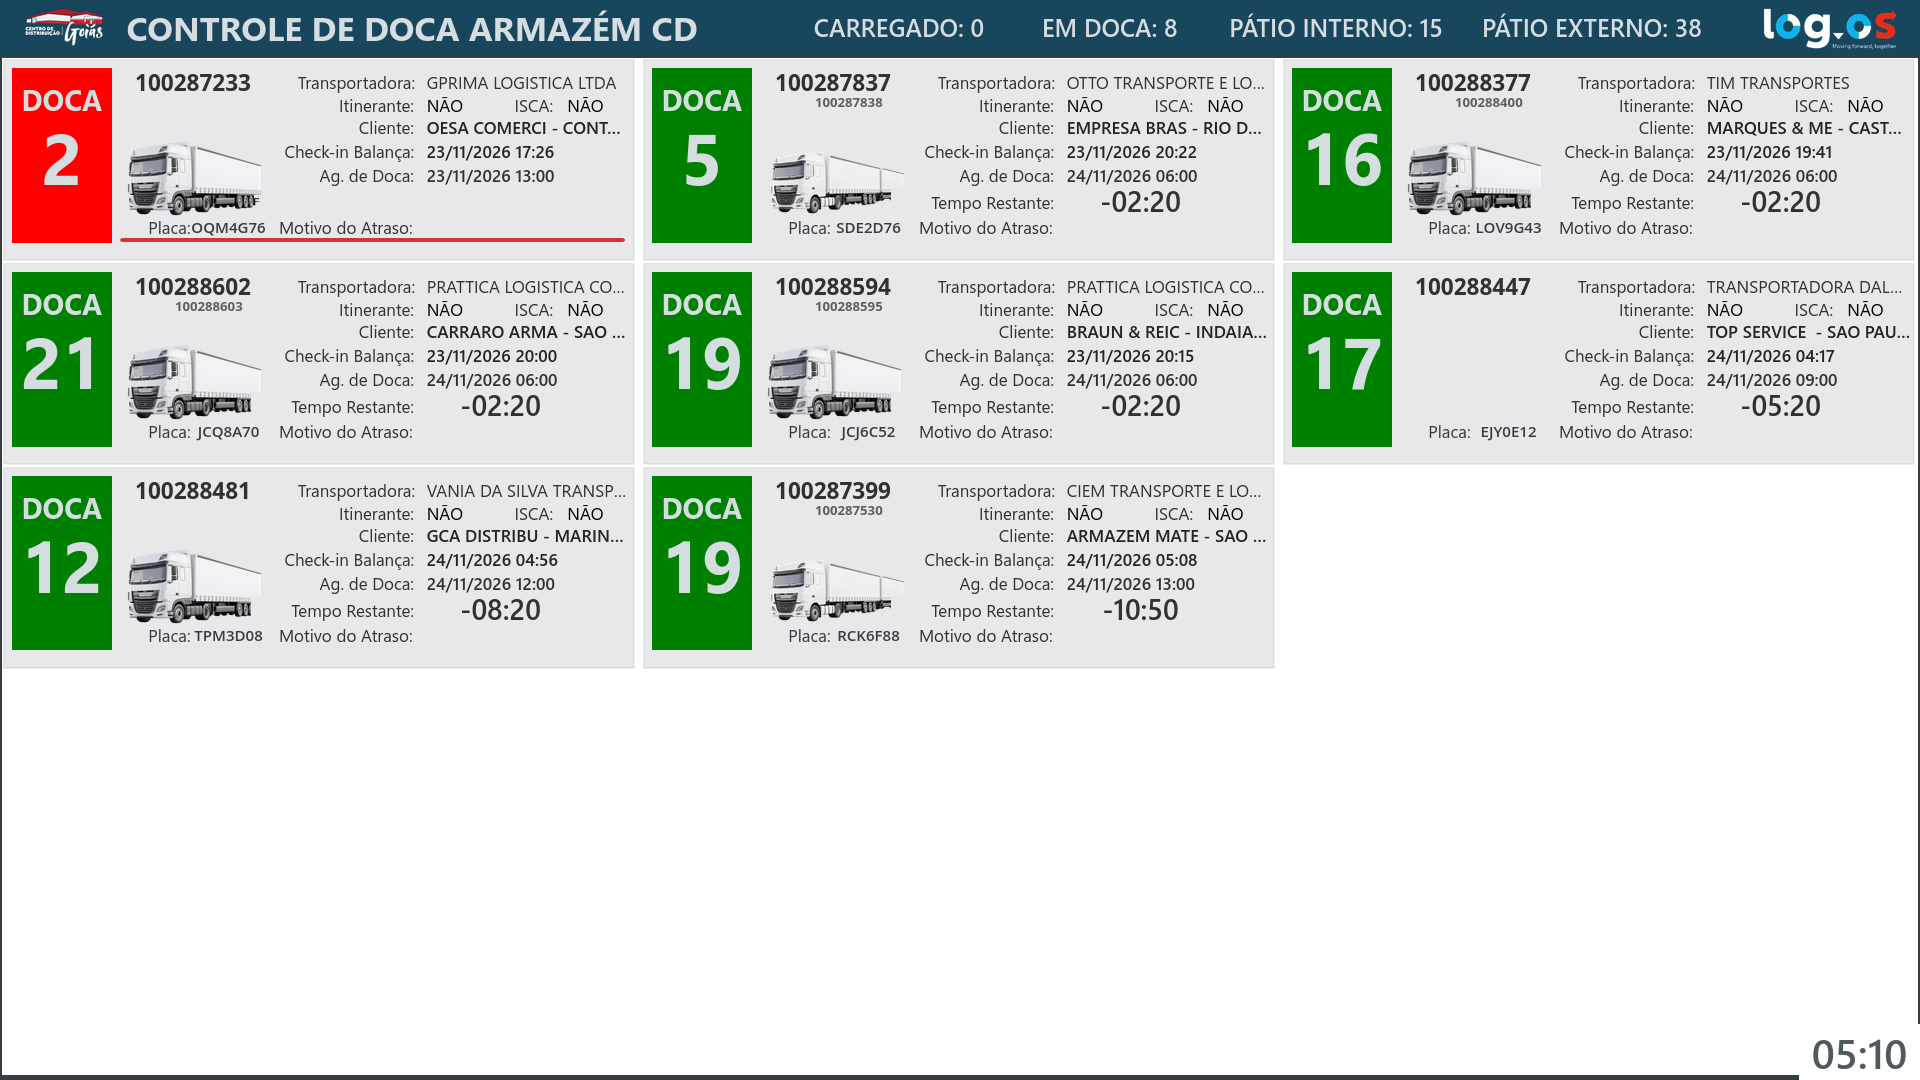 CENTRO DE DISTRIBUIÇÃO Goiás
CONTROLE DE DOCA ARMAZÉM CD
CARREGADO: 0
EM DOCA: 8
PÁTIO INTERNO: 15
PÁTIO EXTERNO: 38
log.os
Moving forward, together
DOCA
2
100287233
Transportadora: GPRIMA LOGISTICA LTDA
Itinerante: NÃO ISCA: NÃO
Cliente: OESA COMERCI - CONT...
Check-in Balança: 23/11/2026 17:26
Ag. de Doca: 23/11/2026 13:00
Placa:OQM4G76 Motivo do Atraso:
DOCA
5
100287837
100287838
Transportadora: OTTO TRANSPORTE E LO...
Itinerante: NÃO ISCA: NÃO
Cliente: EMPRESA BRAS - RIO D...
Check-in Balança: 23/11/2026 20:22
Ag. de Doca: 24/11/2026 06:00
Tempo Restante: -02:20
Placa: SDE2D76 Motivo do Atraso:
DOCA
16
100288377
100288400
Transportadora: TIM TRANSPORTES
Itinerante: NÃO ISCA: NÃO
Cliente: MARQUES & ME - CAST...
Check-in Balança: 23/11/2026 19:41
Ag. de Doca: 24/11/2026 06:00
Tempo Restante: -02:20
Placa: LOV9G43 Motivo do Atraso:
DOCA
21
100288602
100288603
Transportadora: PRATTICA LOGISTICA CO...
Itinerante: NÃO ISCA: NÃO
Cliente: CARRARO ARMA - SAO ...
Check-in Balança: 23/11/2026 20:00
Ag. de Doca: 24/11/2026 06:00
Tempo Restante: -02:20
Placa: JCQ8A70 Motivo do Atraso:
DOCA
19
100288594
100288595
Transportadora: PRATTICA LOGISTICA CO...
Itinerante: NÃO ISCA: NÃO
Cliente: BRAUN & REIC - INDAIA...
Check-in Balança: 23/11/2026 20:15
Ag. de Doca: 24/11/2026 06:00
Tempo Restante: -02:20
Placa: JCJ6C52 Motivo do Atraso:
DOCA
17
100288447
Transportadora: TRANSPORTADORA DAL...
Itinerante: NÃO ISCA: NÃO
Cliente: TOP SERVICE - SAO PAU...
Check-in Balança: 24/11/2026 04:17
Ag. de Doca: 24/11/2026 09:00
Tempo Restante: -05:20
Placa: EJY0E12 Motivo do Atraso:
DOCA
12
100288481
Transportadora: VANIA DA SILVA TRANSP...
Itinerante: NÃO ISCA: NÃO
Cliente: GCA DISTRIBU - MARIN...
Check-in Balança: 24/11/2026 04:56
Ag. de Doca: 24/11/2026 12:00
Tempo Restante: -08:20
Placa: TPM3D08 Motivo do Atraso:
DOCA
19
100287399
100287530
Transportadora: CIEM TRANSPORTE E LO...
Itinerante: NÃO ISCA: NÃO
Cliente: ARMAZEM MATE - SAO ...
Check-in Balança: 24/11/2026 05:08
Ag. de Doca: 24/11/2026 13:00
Tempo Restante: -10:50
Placa: RCK6F88 Motivo do Atraso:
05:10